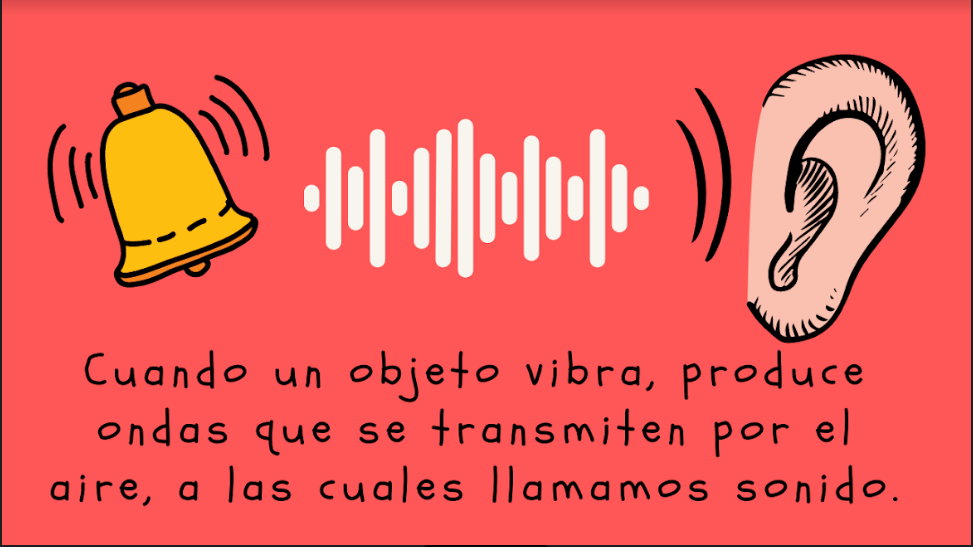 Cuando un objeto vibra, produce
ondas que se transmiten por el
aire, a las cuales llamamos sonido.